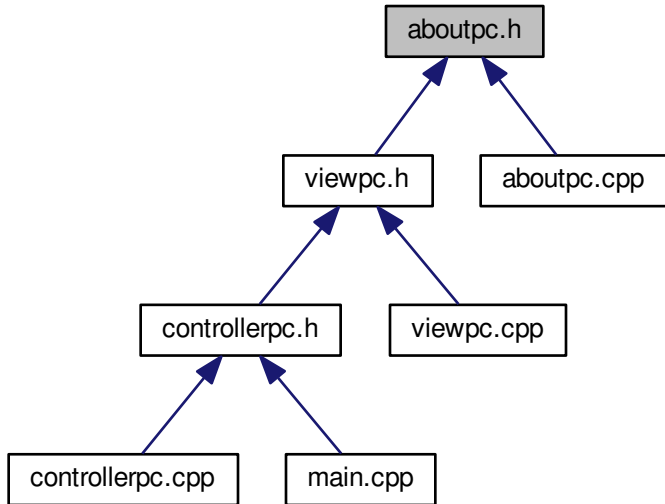 aboutpc.h
viewpc.h
aboutpc.cpp
controllerpc.h
viewpc.cpp
controllerpc.cpp
main.cpp